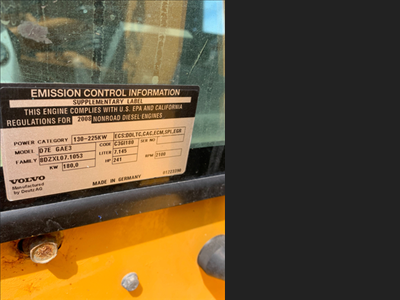 EMISSION CONTROL INFORMATION
SUPPLEMENTARY LABEL
THIS ENGINE COMPLIES WITH U.S. EPA AND CALIFORNIA
REGULATIONS FOR 2008 NONROAD DIESEL ENGINES
POWER CATEGORY 130-225KW ECS:DDI,TC,CAC,ECM,SPI,EGR
MODEL D7E GAE3 CODE G3GI180
FAMILY 8DZXL07.1053 LITER 7.145
KW 180,0 HP 241 RPM 2100
VOLVO
Manufactured
by Deutz AG
MADE IN GERMANY